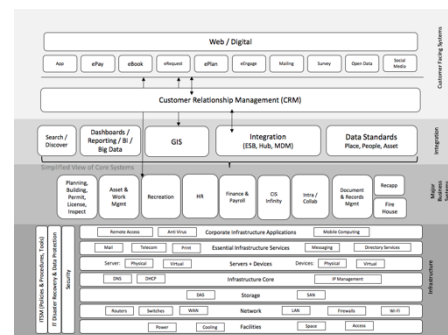 Web / Digital
App
ePay
eBook
eRequest
ePlan
eEngage
Mailing
Survey
Open Data
Social
Media
Customer Relationship Management (CRM)
Customer Facing Systems
Search /
Discover
Dashboards /
Reporting / BI /
Big Data
GIS
Integration
(ESB, Hub, MDM)
Data Standards
Place, People, Asset
Integration
Simplified View of Core Systems
Planning,
Building,
Permit,
License,
Inspect
Asset &
Work
Mgmt
Recreation
HR
Finance &
Payroll
CIS
Infinity
Intra /
Collab
Document
& Records
Mgmt
Recapp
Fire
House
Major
Business
Systems
ITSM (Policies & Procedures, Tools)
IT Disaster Recovery & Data Protection
Security
Corporate Infrastructure Applications
Remote Access
Anti Virus
Mobile Computing
Essential Infrastructure Services
Mail
Telecom
Print
Messaging
Directory Services
Servers + Devices
Server:
Physical
Virtual
Devices:
Physical
Virtual
Infrastructure Core
DNS
DHCP
IP Management
Storage
DAS
SAN
Network
Routers
Switches
WAN
LAN
Firewalls
Wi-Fi
Facilities
Power
Cooling
Space
Access
Infrastructure